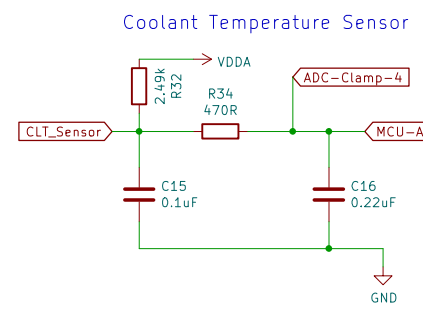 Coolant Temperature Sensor
VDDA
2.49k
R32
ADC-Clamp-4
R34
470R
CLT_Sensor
MCU-A
C15
0.1uF
C16
0.22uF
GND